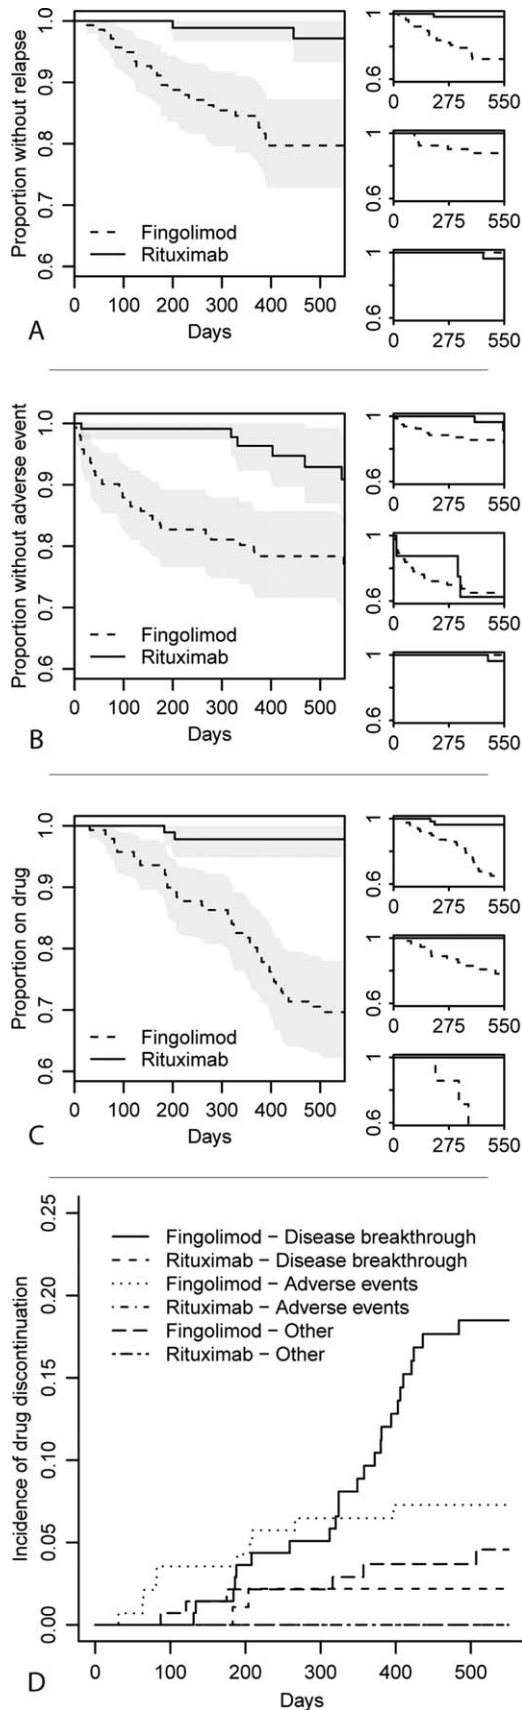 Proportion without relapse
1.0
0.9
0.8
0.7
0.6
Fingolimod
Rituximab
0 100 200 300 400 500
Days
A
1
0.6
0 275 550
1
0.6
0 275 550
1
0.6
0 275 550
Proportion without adverse event
1.0
0.9
0.8
0.7
0.6
Fingolimod
Rituximab
0 100 200 300 400 500
Days
B
1
0.6
0 275 550
1
0.6
0 275 550
1
0.6
0 275 550
Proportion on drug
1.0
0.9
0.8
0.7
0.6
Fingolimod
Rituximab
0 100 200 300 400 500
Days
C
1
0.6
0 275 550
1
0.6
0 275 550
1
0.6
0 275 550
Incidence of drug discontinuation
0.25
0.20
0.15
0.10
0.05
0.00
Fingolimod − Disease breakthrough
Rituximab − Disease breakthrough
Fingolimod − Adverse events
Rituximab − Adverse events
Fingolimod − Other
Rituximab − Other
0 100 200 300 400 500
Days
D